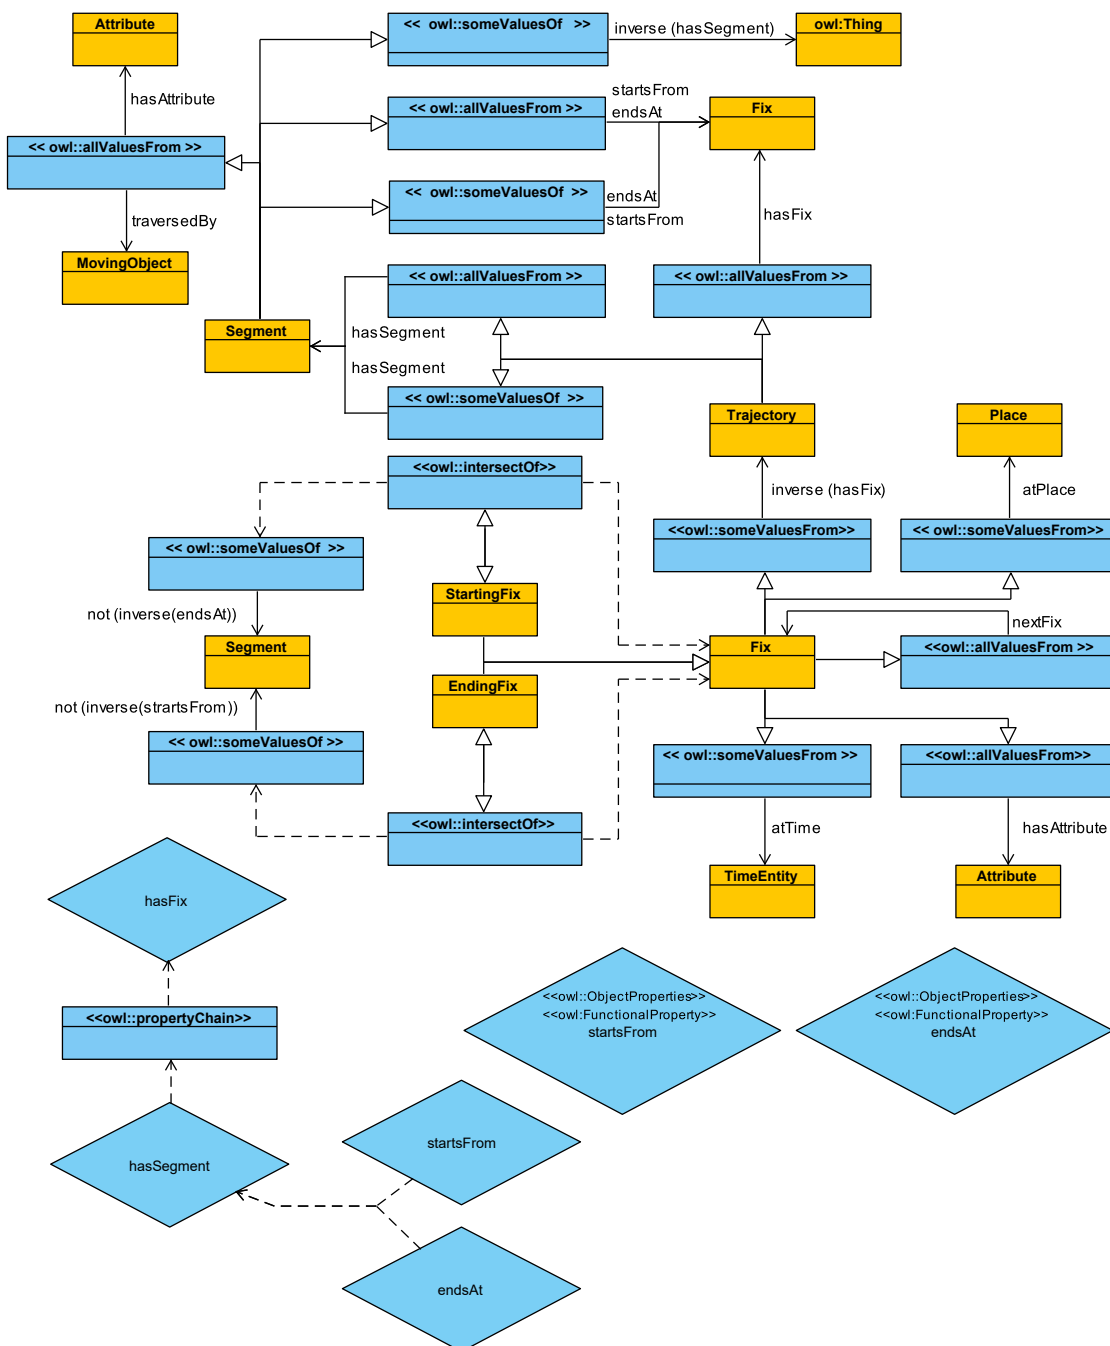 Attribute
<< owl::someValuesOf >>
inverse (hasSegment)
owl:Thing
hasAttribute
<< owl::allValuesFrom >>
startsFrom
endsAt
Fix
<< owl::allValuesFrom >>
<< owl::someValuesOf >>
endsAt
startsFrom
hasFix
traversedBy
MovingObject
<< owl::allValuesFrom >>
<< owl::allValuesFrom >>
Segment
hasSegment
hasSegment
<< owl::someValuesOf >>
Trajectory
Place
<<owl::intersectOf>>
inverse (hasFix)
atPlace
<< owl::someValuesOf >>
<<owl::someValuesFrom>>
<< owl::someValuesFrom>>
StartingFix
not (inverse(endsAt))
nextFix
Segment
Fix
<<owl::allValuesFrom >>
EndingFix
not (inverse(strartsFrom))
<< owl::someValuesOf >>
<< owl::someValuesFrom >>
<<owl::allValuesFrom>>
<<owl::intersectOf>>
atTime
hasAttribute
TimeEntity
Attribute
hasFix
<<owl::ObjectProperties>>
<<owl:FunctionalProperty>>
startsFrom
<<owl::ObjectProperties>>
<<owl:FunctionalProperty>>
endsAt
<<owl::propertyChain>>
startsFrom
hasSegment
endsAt